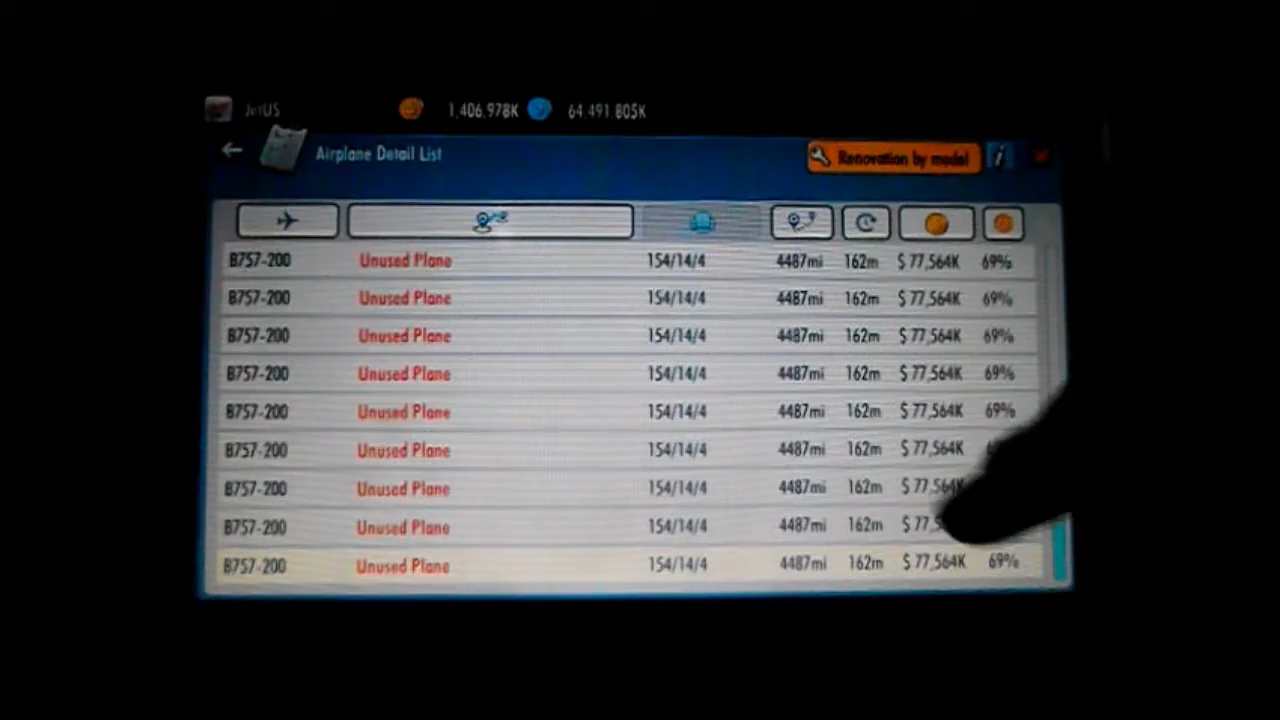 JetUS 1,406,978K 64,491,805K
Airplane Detail List Renovation by model i
B757-200 Unused Plane 154/14/4 4487mi 162m $ 77,564K 69%
B757-200 Unused Plane 154/14/4 4487mi 162m $ 77,564K 69%
B757-200 Unused Plane 154/14/4 4487mi 162m $ 77,564K 69%
B757-200 Unused Plane 154/14/4 4487mi 162m $ 77,564K 69%
B757-200 Unused Plane 154/14/4 4487mi 162m $ 77,564K 69%
B757-200 Unused Plane 154/14/4 4487mi 162m $ 77,564K
B757-200 Unused Plane 154/14/4 4487mi 162m $ 77,564K
B757-200 Unused Plane 154/14/4 4487mi 162m
B757-200 Unused Plane 154/14/4 4487mi 162m $ 77,564K 69%